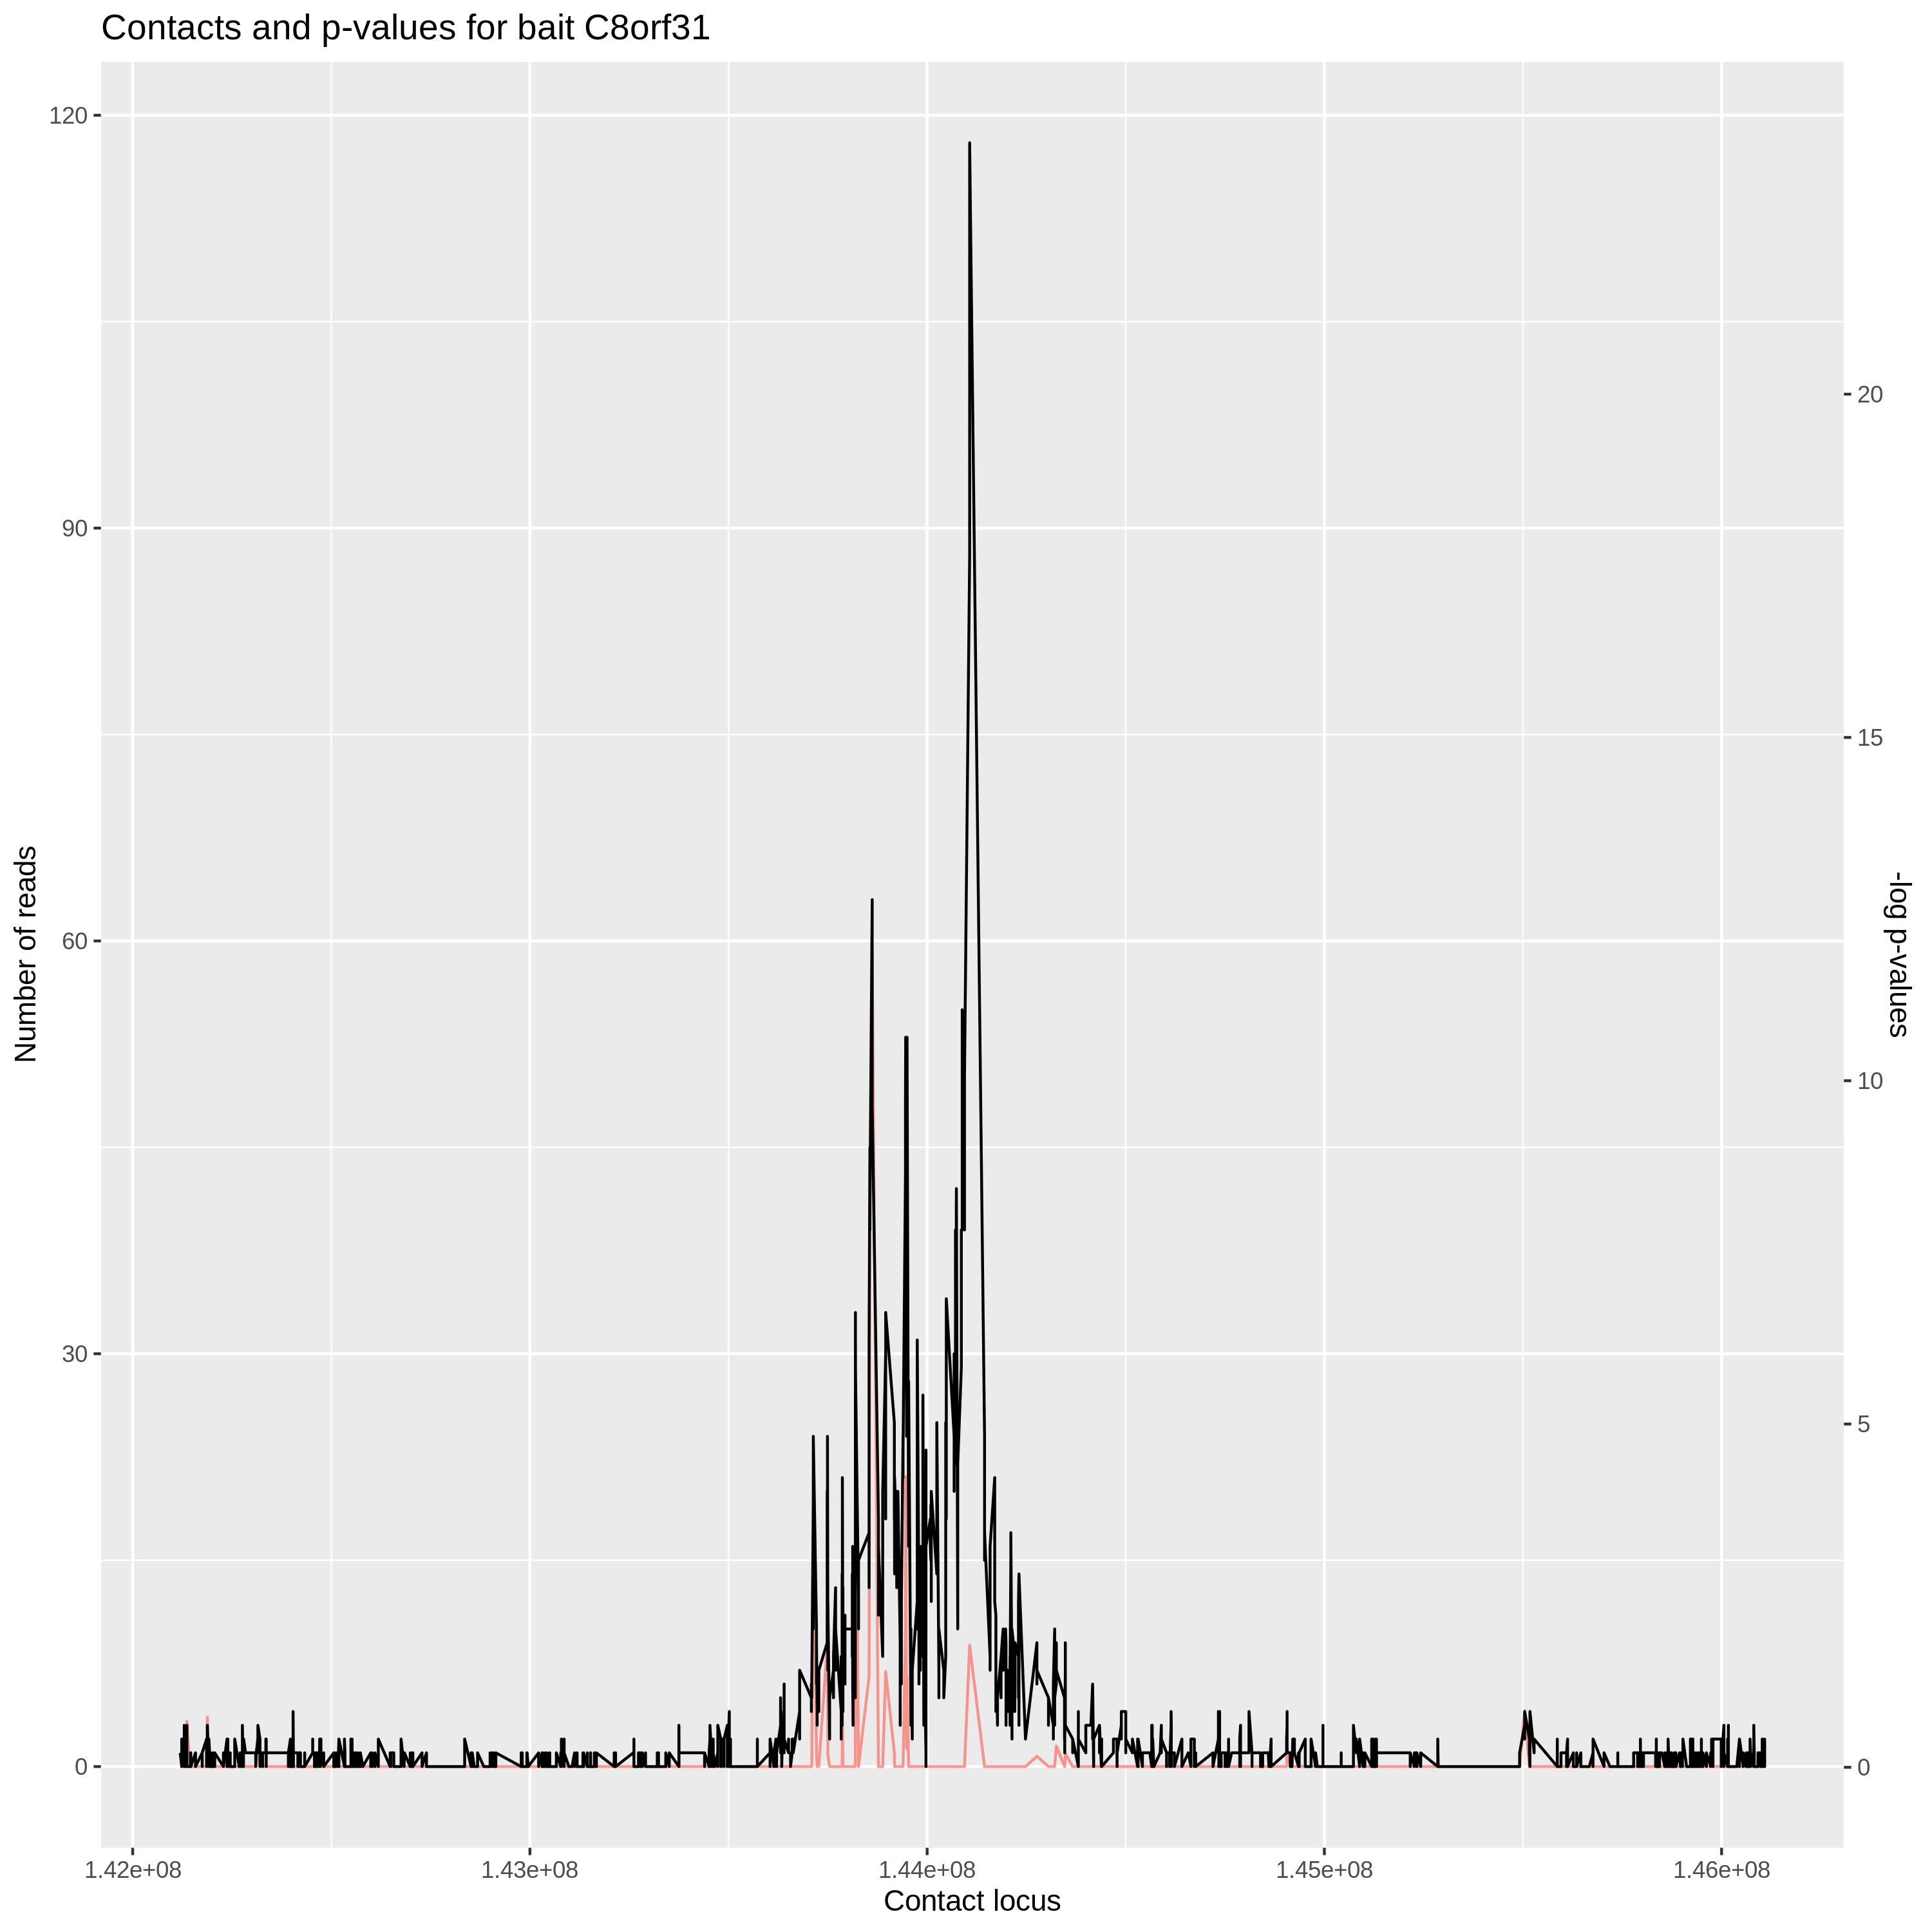 Contacts and p-values for bait C8orf31
120
90
60
30
0
Number of reads
20
15
10
5
0
-log p-values
1.42e+08
1.43e+08
1.44e+08
1.45e+08
1.46e+08
Contact locus